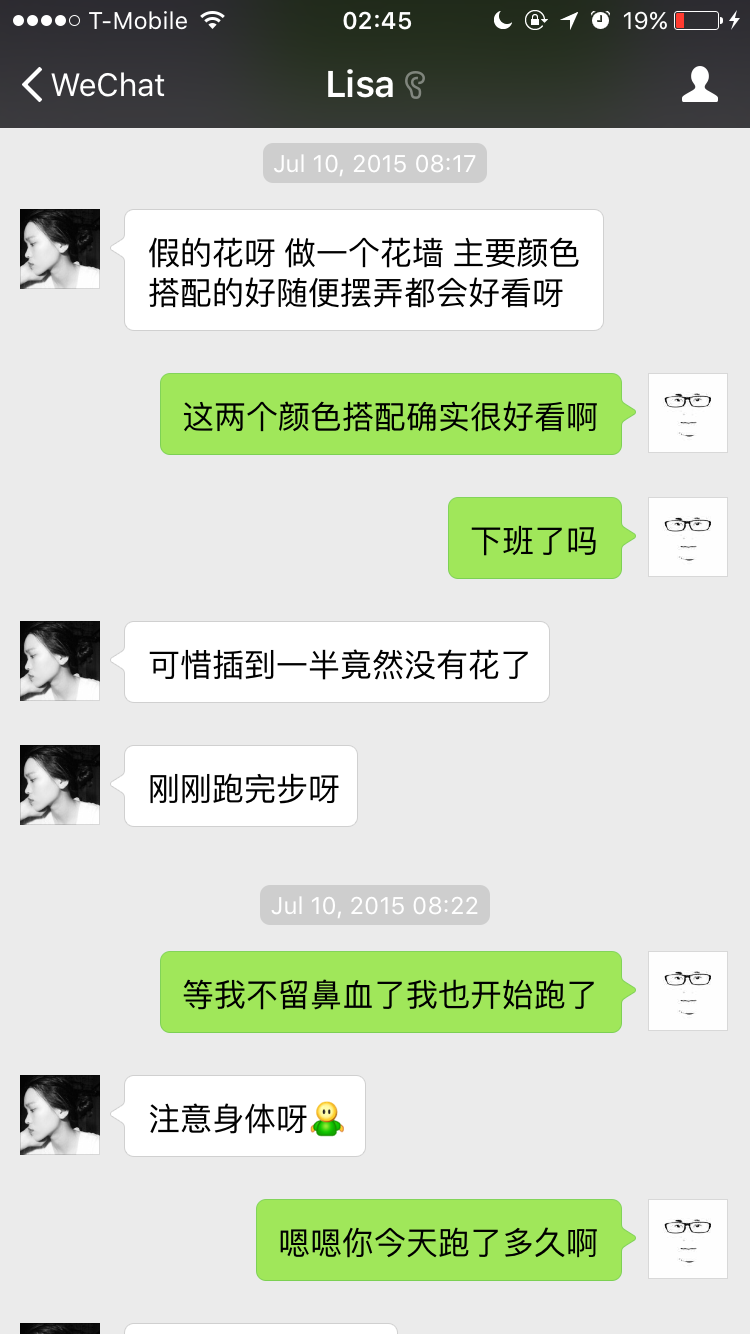 T-Mobile 02:45 19%
WeChat Lisa
Jul 10, 2015 08:17
假的花呀 做一个花墙 主要颜色
搭配的好随便摆弄都会好看呀
这两个颜色搭配确实很好看啊
下班了吗
可惜插到一半竟然没有花了
刚刚跑完步呀
Jul 10, 2015 08:22
等我不留鼻血了我也开始跑了
注意身体呀
嗯嗯你今天跑了多久啊